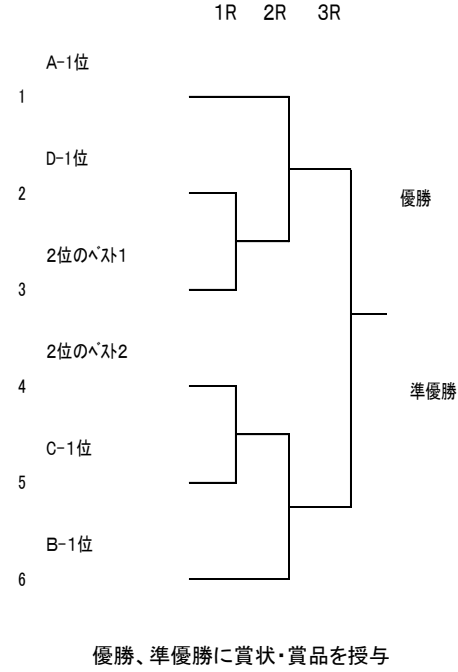 1R 2R 3R
A-1位
1
D-1位
2
優勝
2位のﾍﾞｽﾄ1
3
2位のﾍﾞｽﾄ2
4
準優勝
C-1位
5
B-1位
6
優勝、準優勝に賞状・賞品を授与